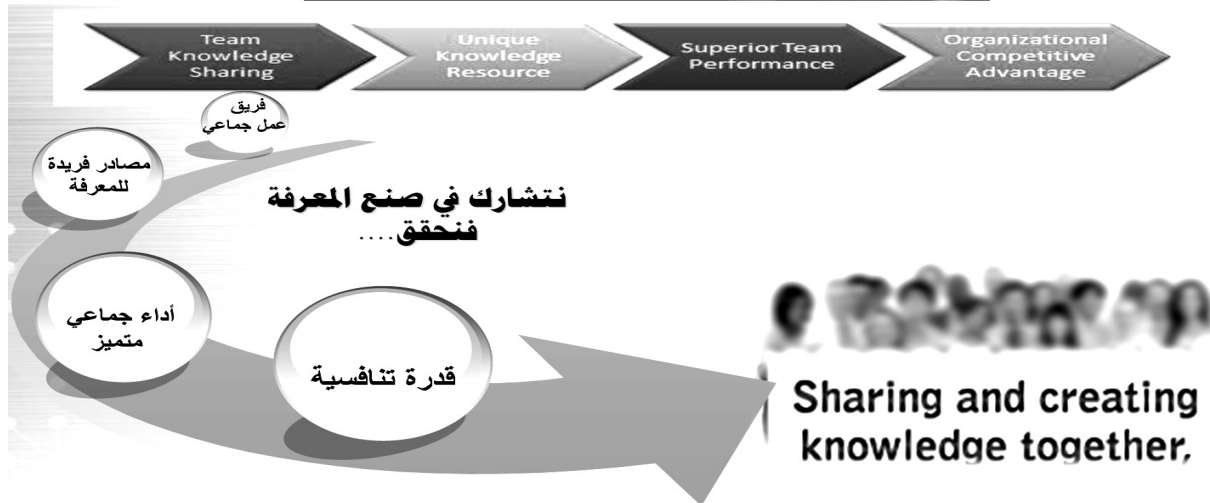 Team
Knowledge
Sharing
Unique
Knowledge
Resource
Superior Team
Performance
Organizational
Competitive
Advantage
فريق
عمل جماعي
مصادر فريدة
للمعرفة
نتشارك في صنع المعرفة
فنحقق....
أداء جماعي
متميز
قدرة تنافسية
Sharing and creating
knowledge together.